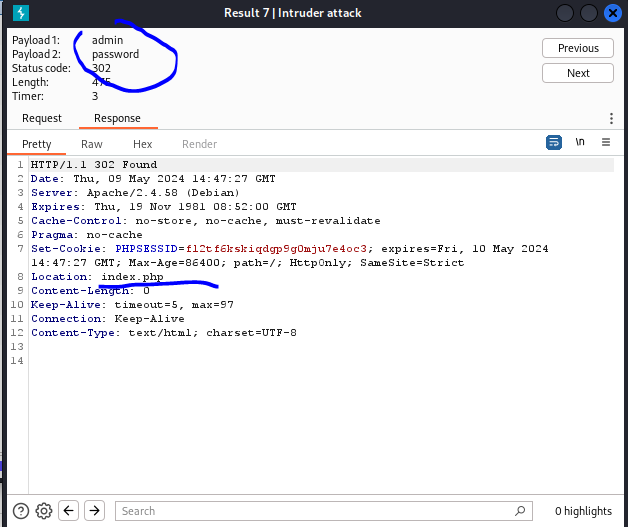 Result 7 | Intruder attack
Payload 1: admin
Payload 2: password
Status code: 302
Length: 475
Timer: 3
Previous
Next
Request Response
Pretty Raw Hex Render
\n
1 HTTP/1.1 302 Found
2 Date: Thu, 09 May 2024 14:47:27 GMT
3 Server: Apache/2.4.58 (Debian)
4 Expires: Thu, 19 Nov 1981 08:52:00 GMT
5 Cache-Control: no-store, no-cache, must-revalidate
6 Pragma: no-cache
7 Set-Cookie: PHPSESSID=fl2tf6kskiqdgp9g0mju7e4oc3; expires=Fri, 10 May 2024
14:47:27 GMT; Max-Age=86400; path=/; HttpOnly; SameSite=Strict
8 Location: index.php
9 Content-Length: 0
10 Keep-Alive: timeout=5, max=97
11 Connection: Keep-Alive
12 Content-Type: text/html; charset=UTF-8
13
14
Search
0 highlights